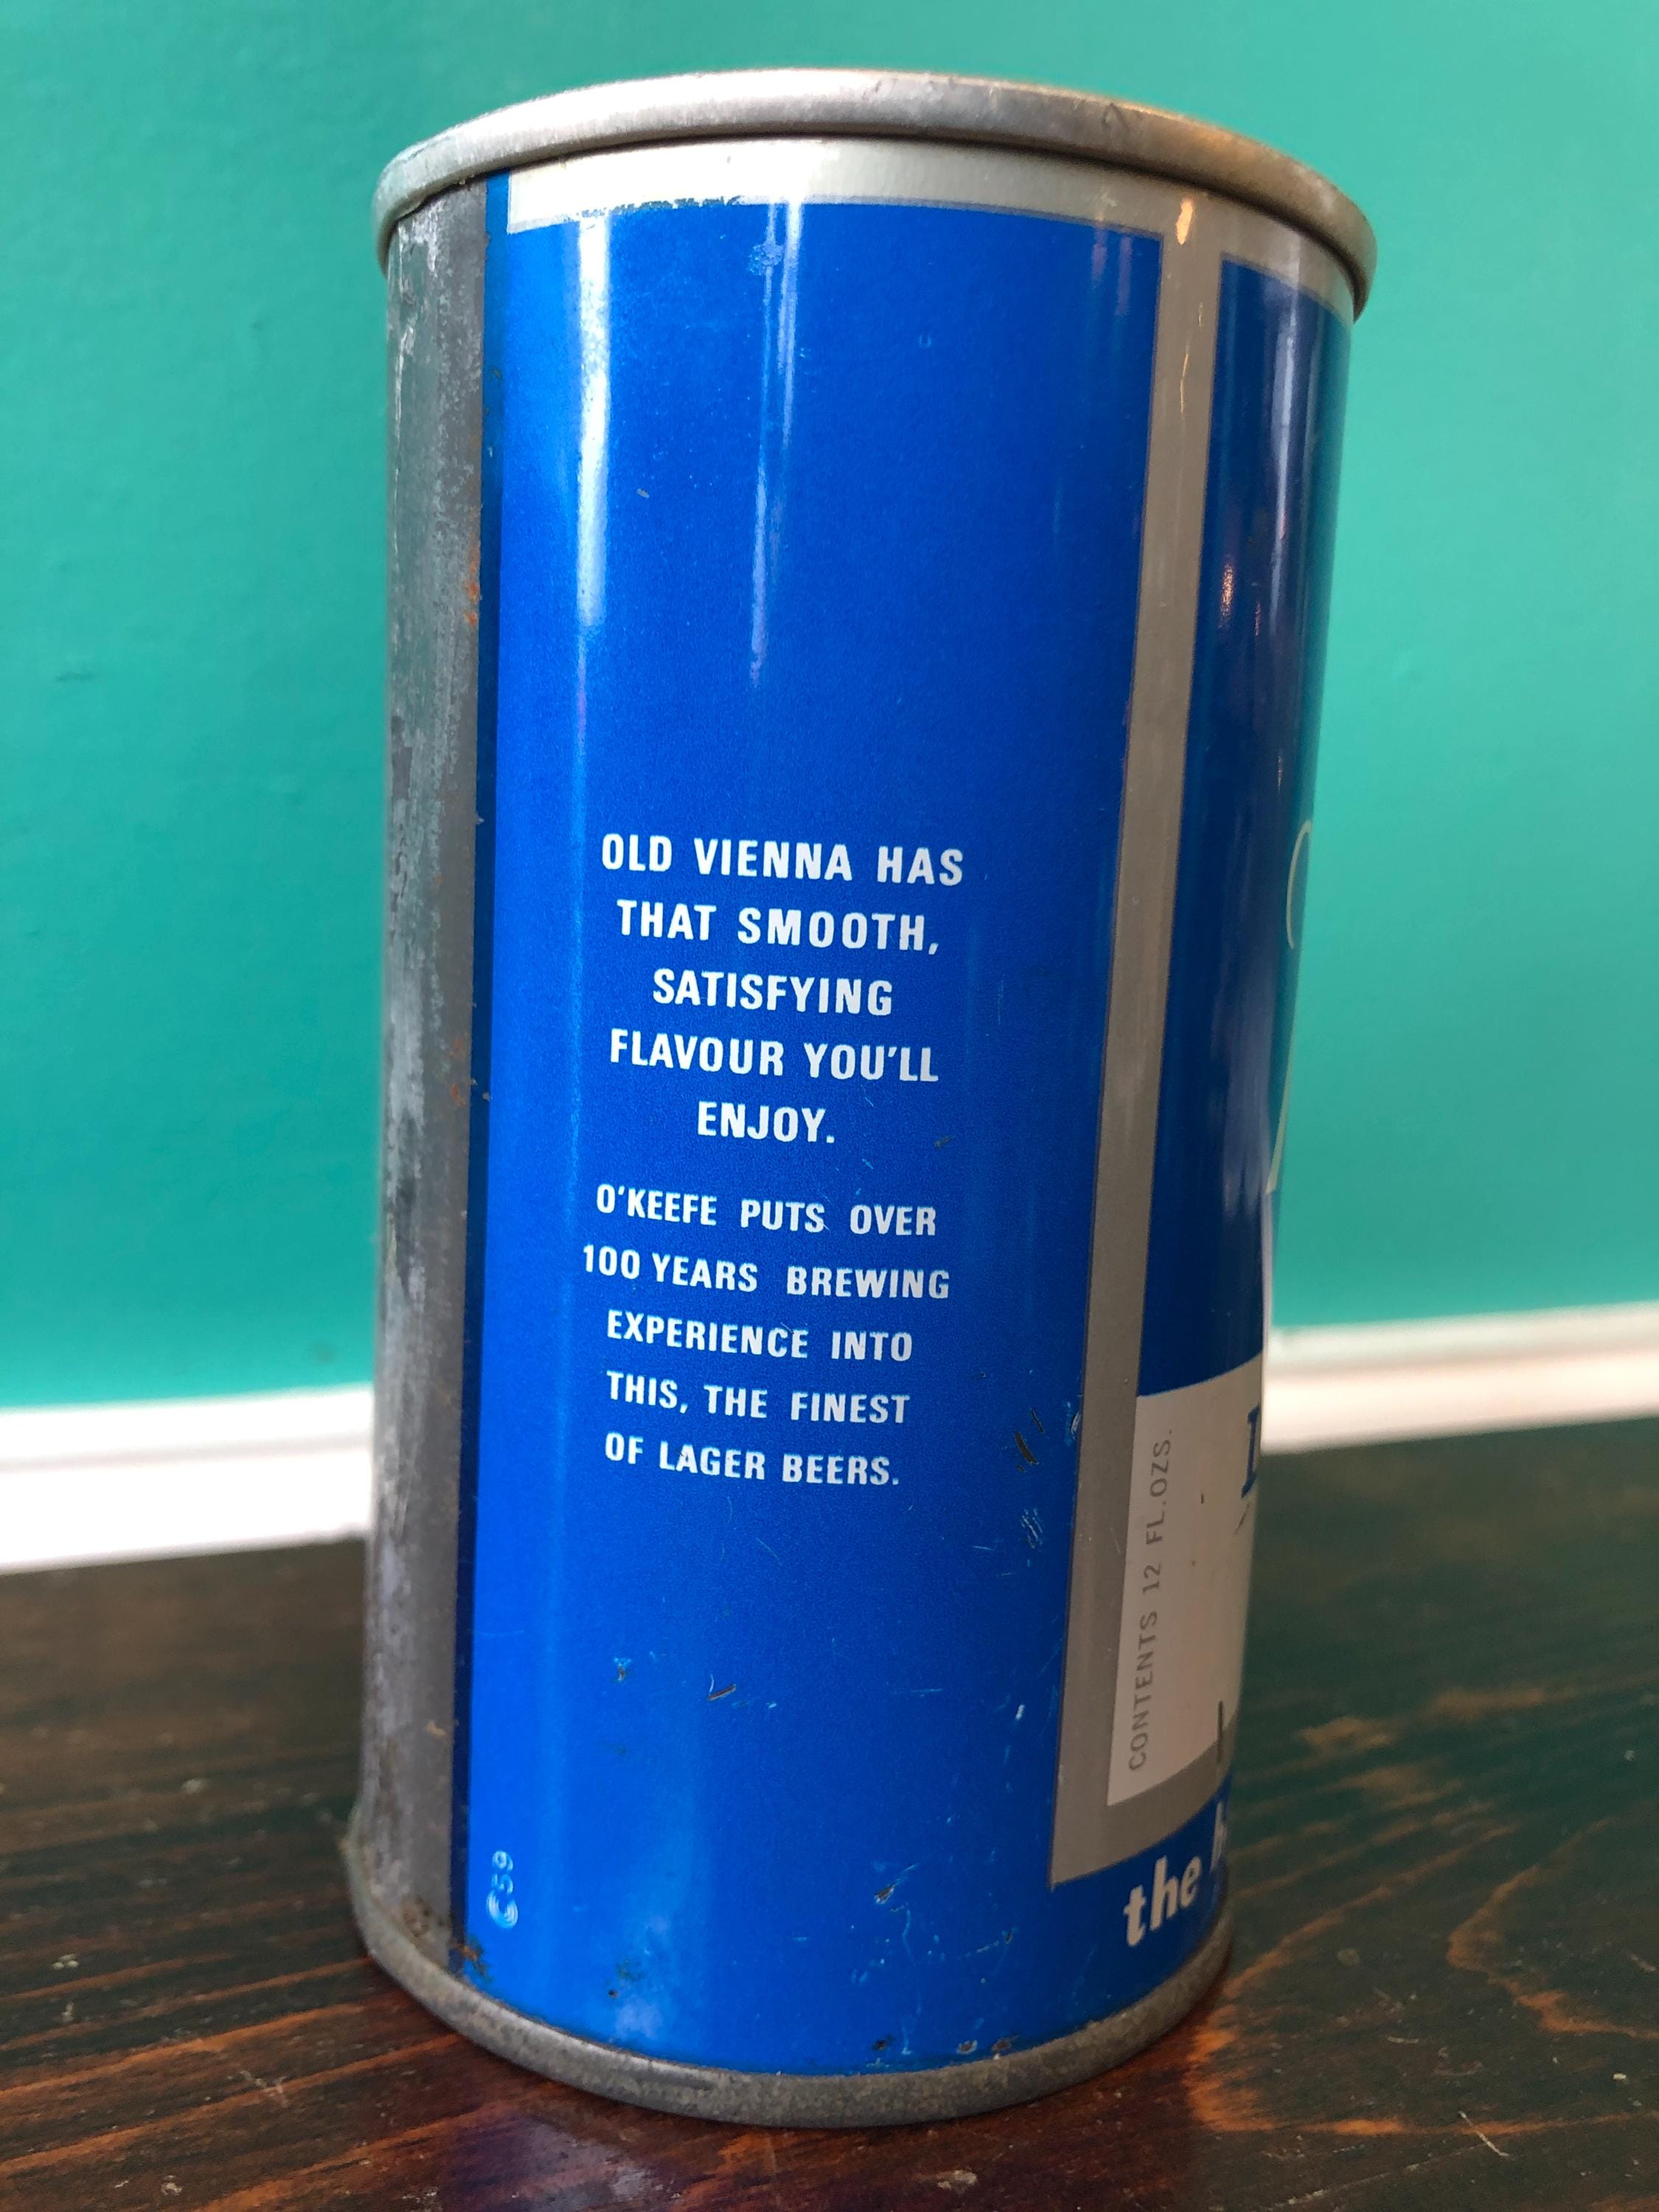 OLD VIENNA HAS
THAT SMOOTH,
SATISFYING
FLAVOUR YOU'LL
ENJOY.
O'KEEFE PUTS OVER
100 YEARS BREWING
EXPERIENCE INTO
THIS, THE FINEST
OF LAGER BEERS.
CONTENTS 12 FL.OZS.
the
C59